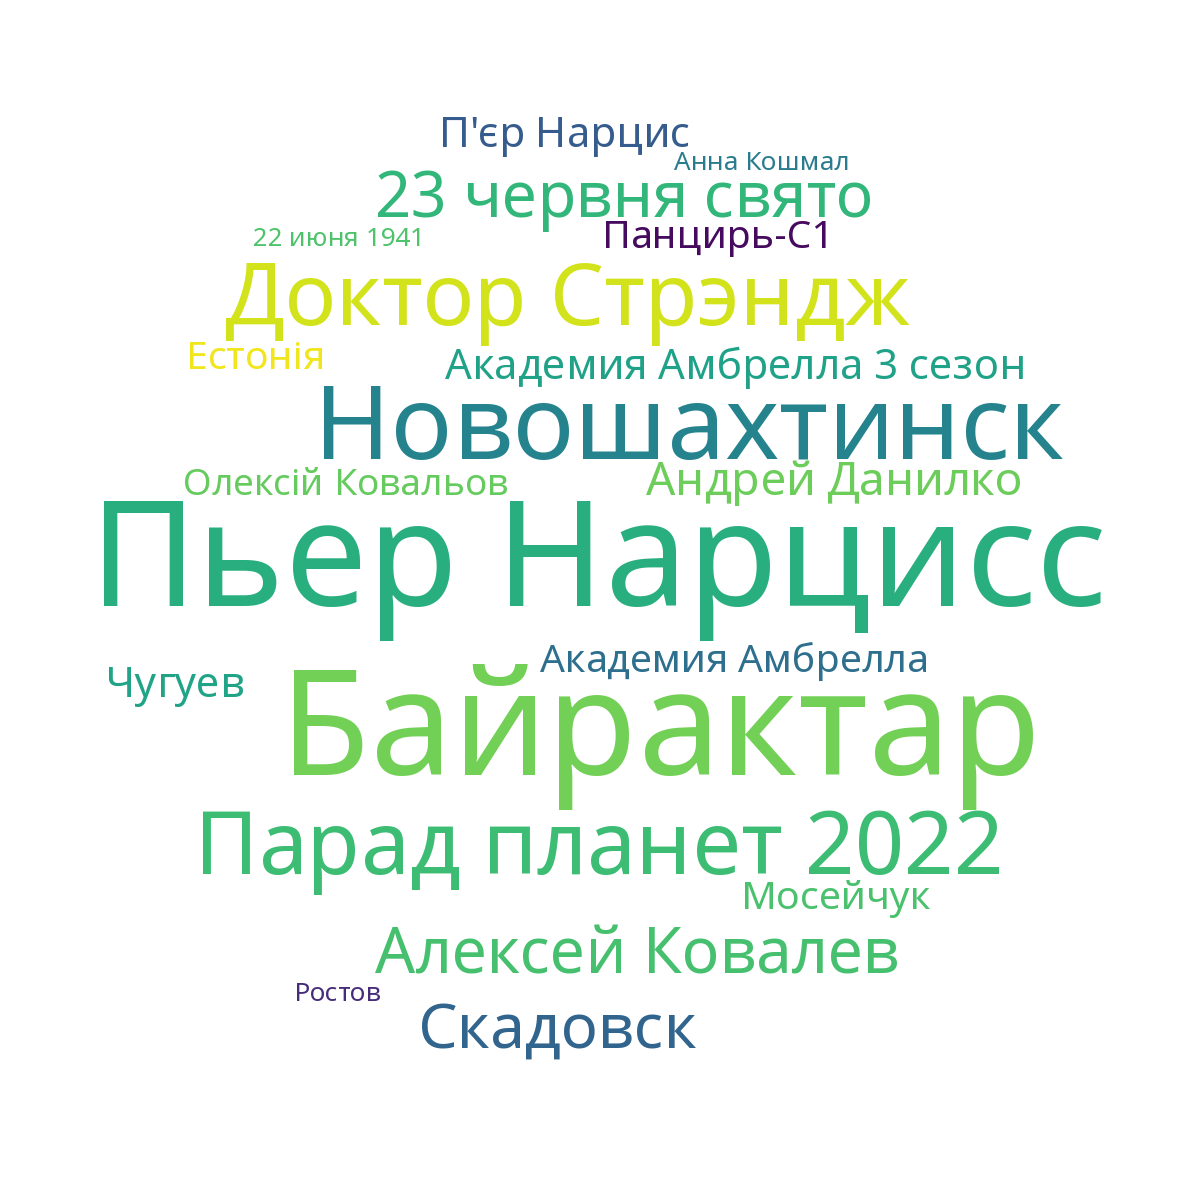 П'єр Нарцис
Анна Кошмал
23 червня свято
22 июня 1941
Панцирь-С1
Доктор Стрэндж
Естонія
Академия Амбрелла 3 сезон
Новошахтинск
Олексій Ковальов
Андрей Данилко
Пьер Нарцисс
Академия Амбрелла
Чугуев
Байрактар
Парад планет 2022
Мосейчук
Алексей Ковалев
Ростов
Скадовск